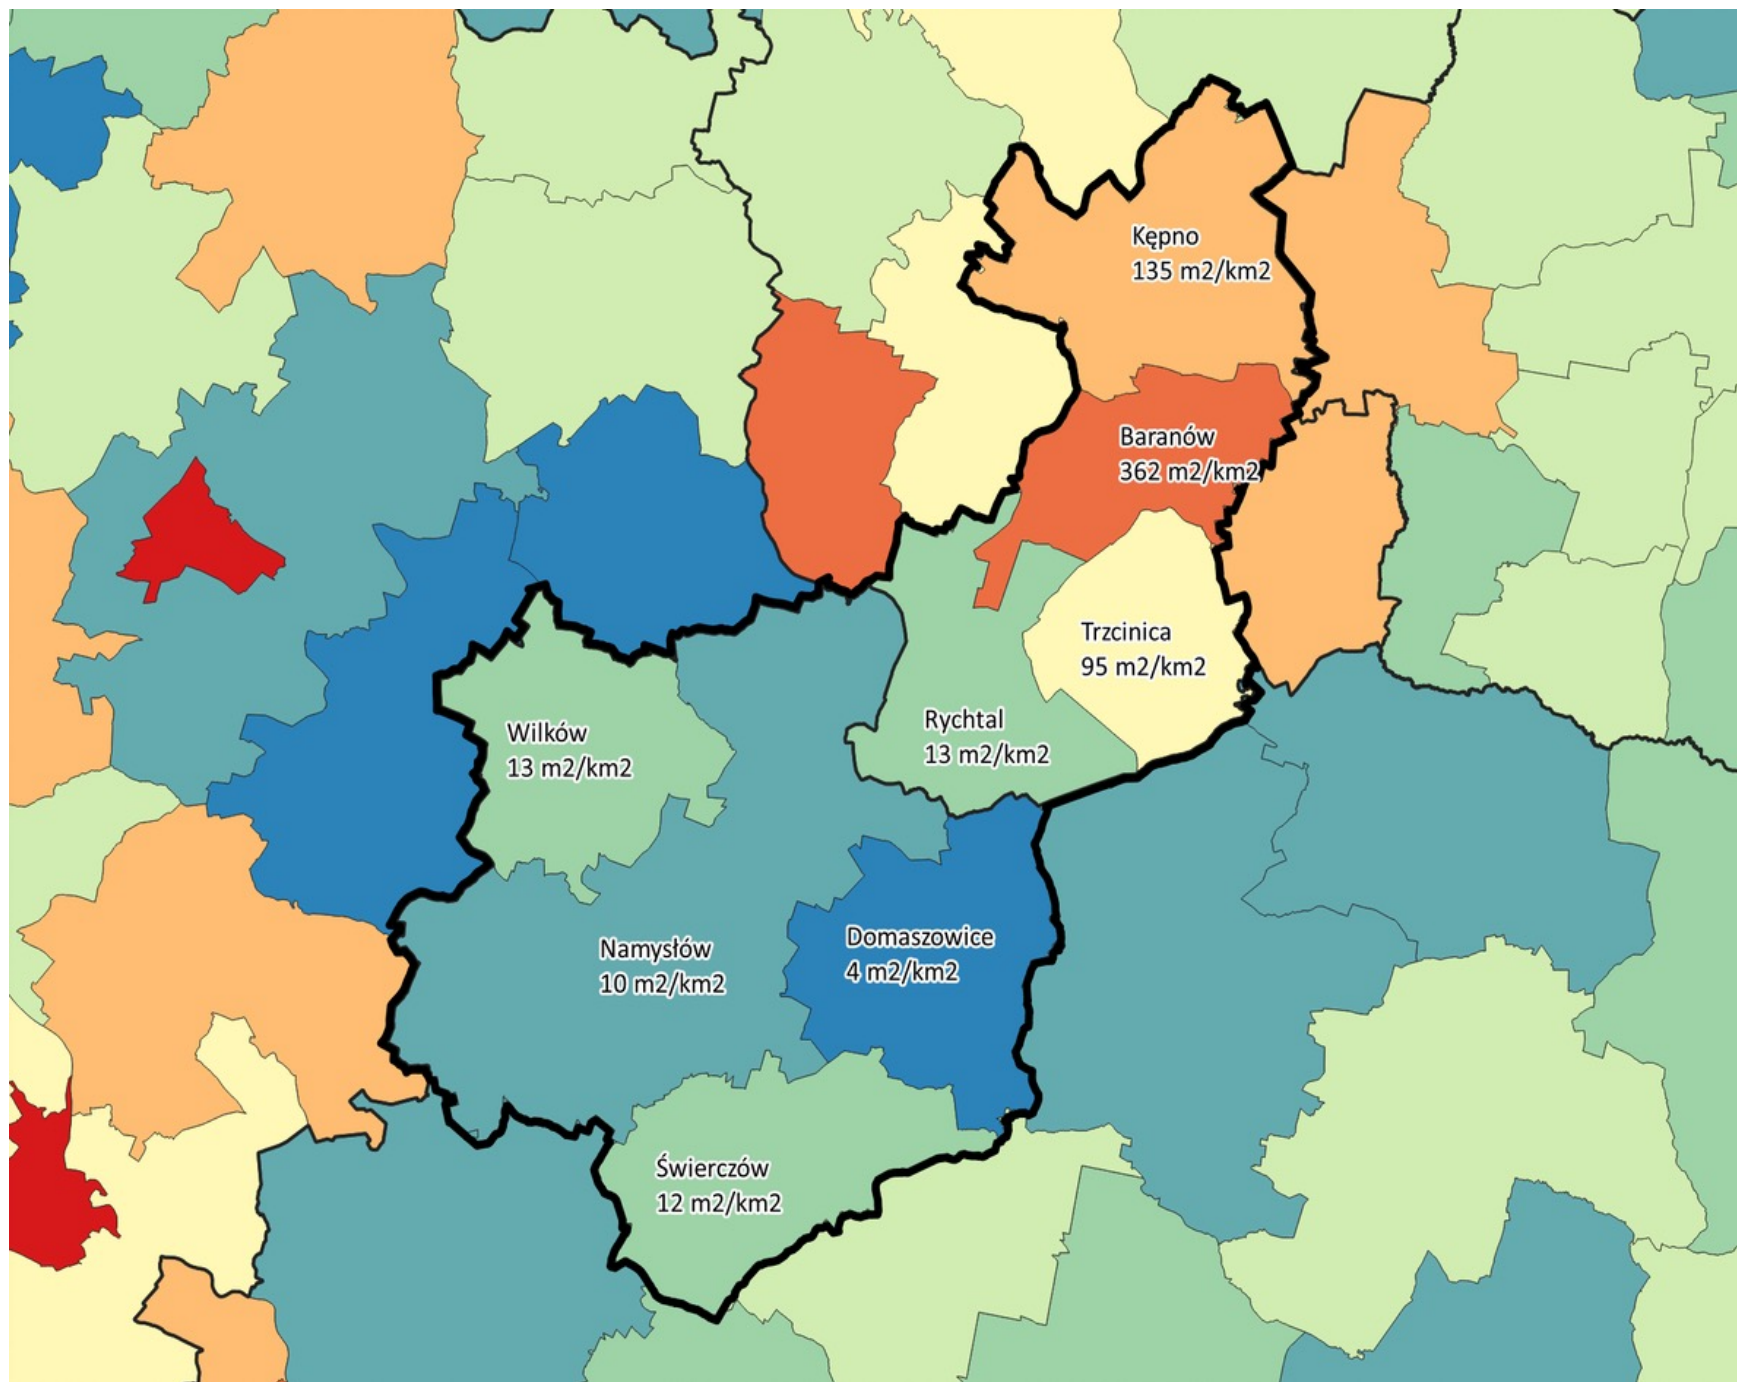 Kępno
135 m2/km2
Baranów
362 m2/km2
Trzcinica
95 m2/km2
Rychtal
13 m2/km2
Wilków
13 m2/km2
Namysłów
10 m2/km2
Domaszowice
4 m2/km2
Świerczów
12 m2/km2